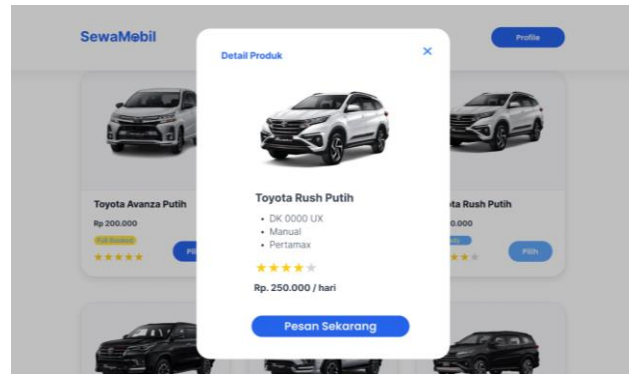 SewaMobil
Profile
Detail Produk
Toyota Rush Putih
• DK 0000 UX
• Manual
• Pertamax
Rp. 250.000 / hari
Pesan Sekarang
Toyota Avanza Putih
Rp 200.000
Full Booked
Rush Putih
0.000
Pilih